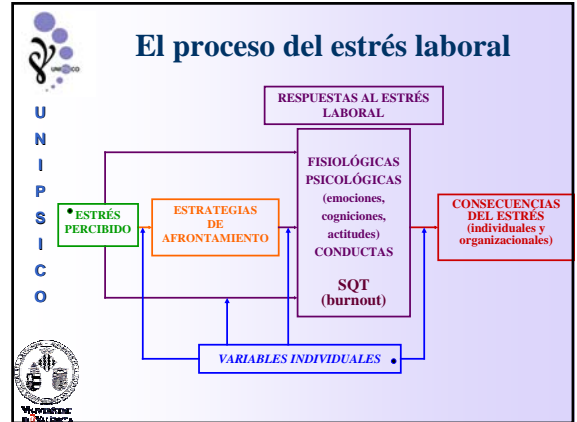 El proceso del estrés laboral
UNIPSICO
U
N
I
P
S
I
C
O
RESPUESTAS AL ESTRÉS
LABORAL
FISIOLÓGICAS
PSICOLÓGICAS
(emociones,
cogniciones,
actitudes)
CONDUCTAS
SQT
(burnout)
• ESTRÉS
PERCIBIDO
ESTRATEGIAS
DE
AFRONTAMIENTO
CONSECUENCIAS
DEL ESTRÉS
(individuales y
organizacionales)
VARIABLES INDIVIDUALES •